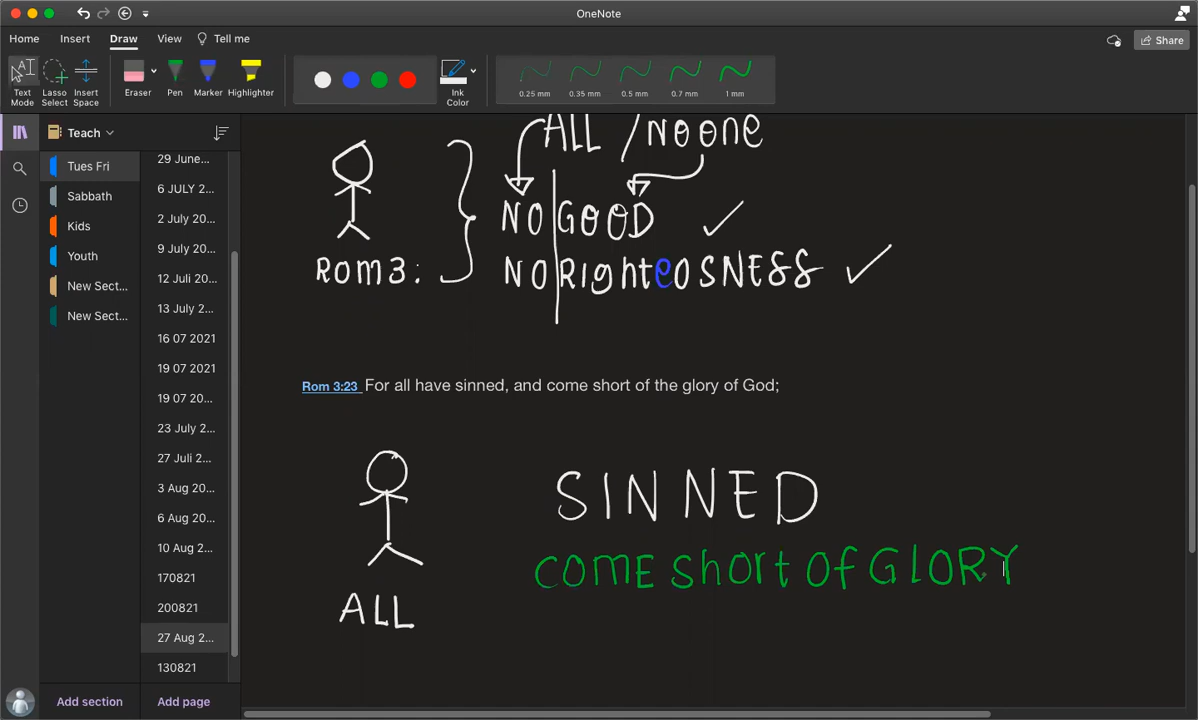 OneNote
Home Insert Draw View Tell me
Share
Text Mode
Lasso Select
Insert Space
Eraser
Pen
Marker
Highlighter
Ink Color
0.25 mm
0.35 mm
0.5 mm
0.7 mm
1 mm
Teach
Tues Fri
Sabbath
Kids
Youth
New Sect...
New Sect...
29 June...
6 JULY 2...
2 July 20...
9 July 20...
12 Juli 20...
13 July 2...
16 07 2021
19 07 2021
19 07 202...
23 July 2...
27 Juli 2...
3 Aug 20...
6 Aug 20...
10 Aug 2...
170821
200821
27 Aug 2...
130821
Add section
Add page
ALL / NO ONE
NO GOOD
Rom 3:
NO RighteOSNESS
Rom 3:23 For all have sinned, and come short of the glory of God;
SINNED
COME Short OF GLORY
ALL